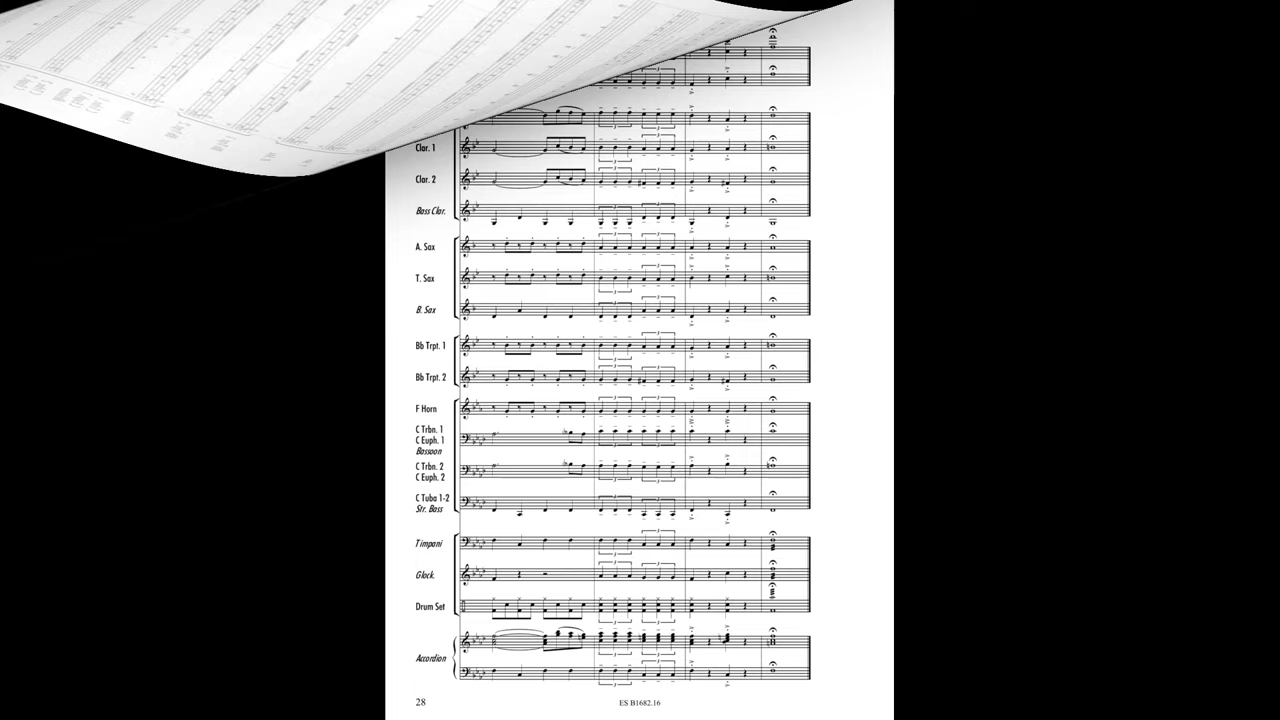 Clar. 1
Clar. 2
Bass Clar.
A. Sax
T. Sax
B. Sax
Bb Trpt. 1
Bb Trpt. 2
F Horn
C Trbn. 1
C Euph. 1
Bassoon
C Trbn. 2
C Euph. 2
C Tuba 1-2
Str. Bass
Timpani
Glock.
Drum Set
Accordion
28
ES B1682.16